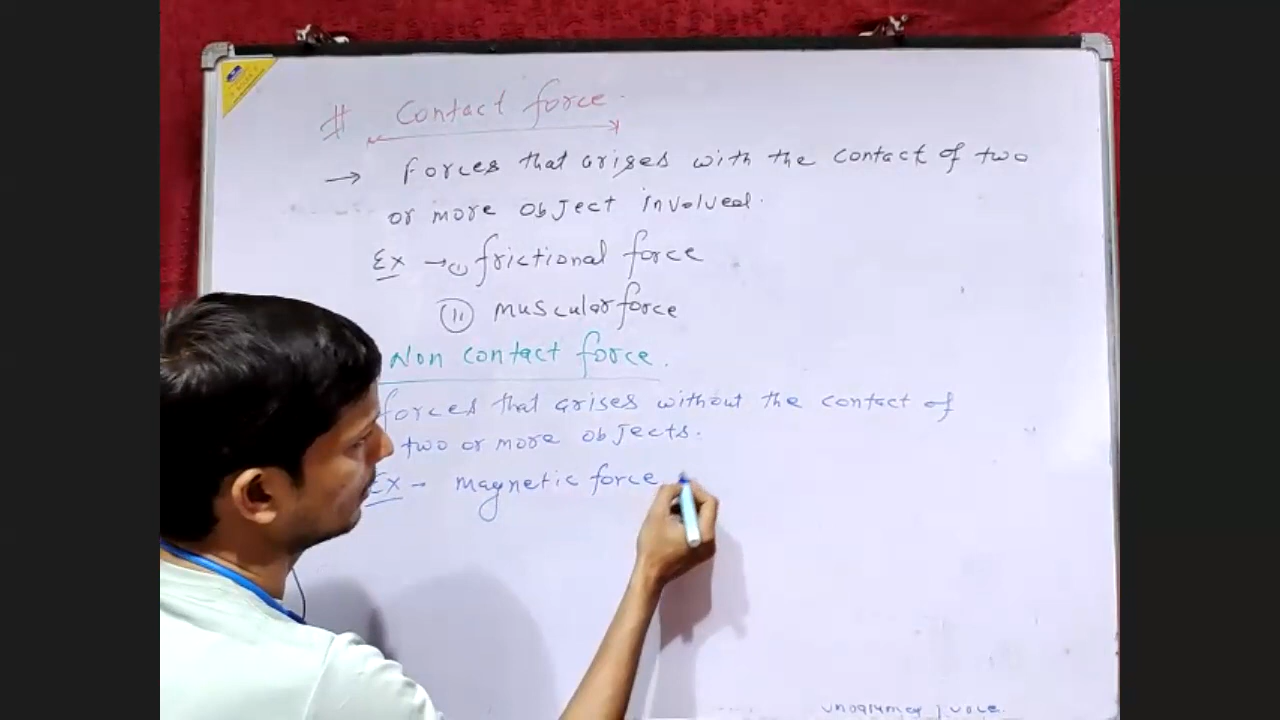 # Contact force.
→ Forces that arises with the contact of two
or more object involved.
Ex → (i) frictional force
(ii) muscular force
Non contact force.
forces that arises without the contact of
two or more objects.
Ex - magnetic force